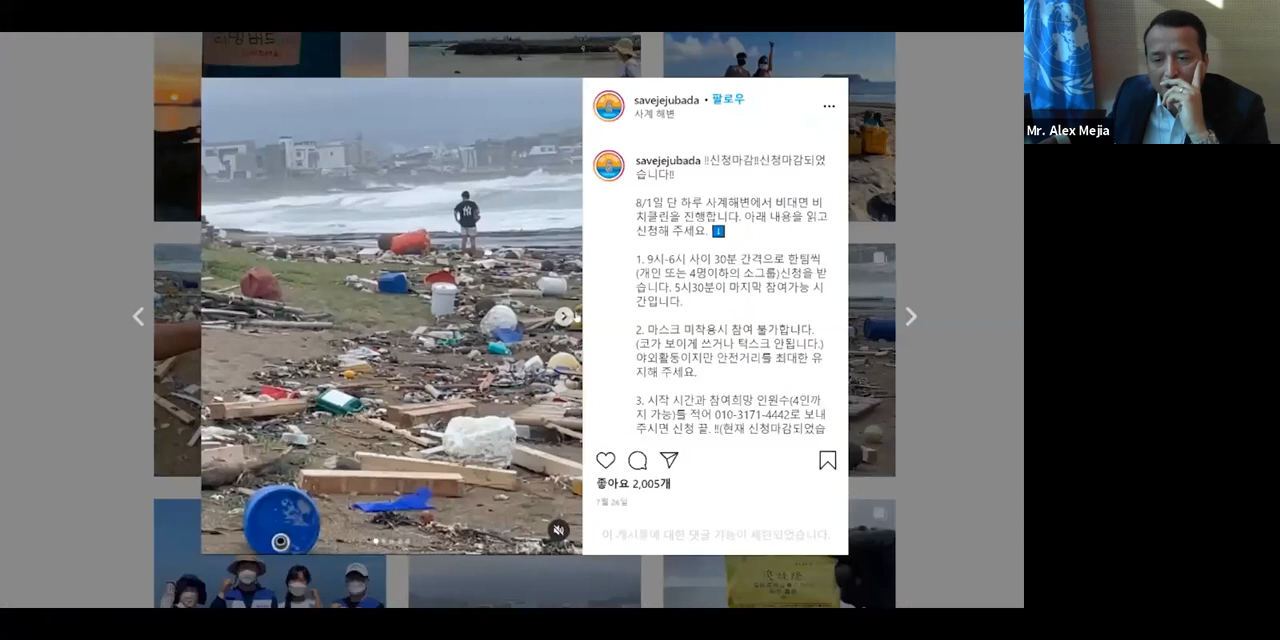 savejejubada • 팔로우
사계 해변
savejejubada ‼신청마감‼신청마감되었
습니다‼
8/1일 단 하루 사계해변에서 비대면 비
치클린을 진행합니다. 아래 내용을 읽고
신청해 주세요. ⬇
1. 9시-6시 사이 30분 간격으로 한팀씩
(개인 또는 4명이하의 소그룹)신청을 받
습니다. 5시30분이 마지막 참여가능 시
간입니다.
2. 마스크 미착용시 참여 불가합니다.
(코가 보이게 쓰거나 턱스크 안됩니다.)
야외활동이지만 안전거리를 최대한 유
지해 주세요.
3. 시작 시간과 참여희망 인원수(4인까
지 가능)를 적어 010-3171-4442로 보내
주시면 신청 끝. ‼(현재 신청마감되었습
좋아요 2,005개
7월 26일
이 게시물에 대한 댓글 기능이 제한되었습니다.
Mr. Alex Mejia